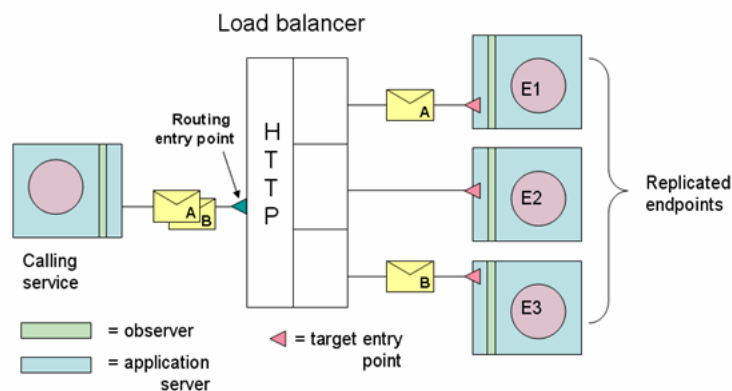 Load balancer
Routing
entry point
H
T
T
P
A
B
A
B
E1
E2
E3
Replicated
endpoints
Calling
service
= observer
= application
server
= target entry
point